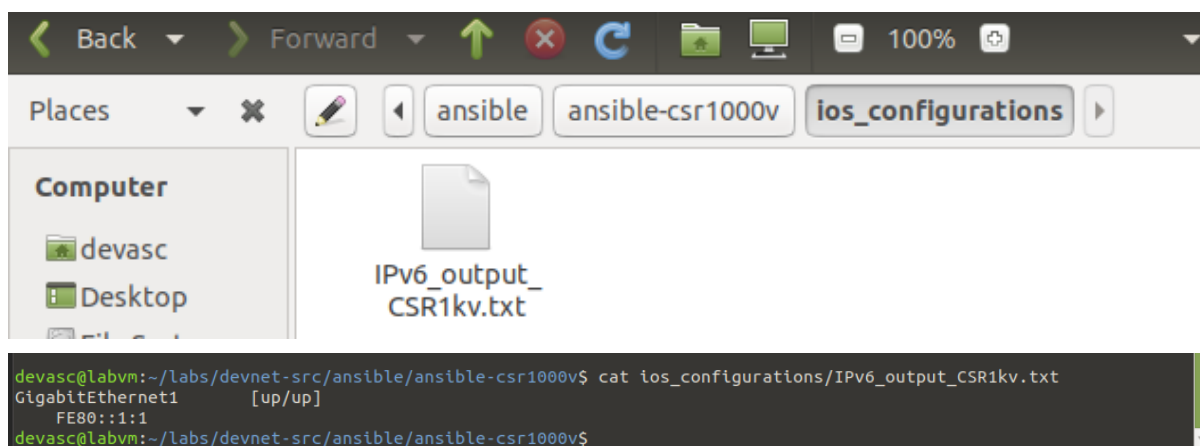 Back Forward 100%
Places ansible ansible-csr1000v ios_configurations
Computer
devasc
Desktop
IPv6_output_
CSR1kv.txt
devasc@labvm:~/labs/devnet-src/ansible/ansible-csr1000v$ cat ios_configurations/IPv6_output_CSR1kv.txt
GigabitEthernet1 [up/up]
FE80::1:1
devasc@labvm:~/labs/devnet-src/ansible/ansible-csr1000v$